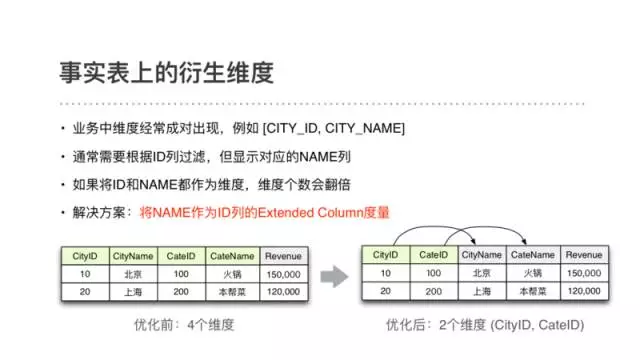 事实表上的衍生维度
• 业务中维度经常成对出现，例如 [CITY_ID, CITY_NAME]
• 通常需要根据ID列过滤，但显示对应的NAME列
• 如果将ID和NAME都作为维度，维度个数会翻倍
• 解决方案：将NAME作为ID列的Extended Column度量
CityID CityName CateID CateName Revenue
10 北京 100 火锅 150,000
20 上海 200 本帮菜 120,000
优化前：4个维度
CityID CateID CityName CateName Revenue
10 100 北京 火锅 150,000
20 200 上海 本帮菜 120,000
优化后：2个维度 (CityID, CateID)